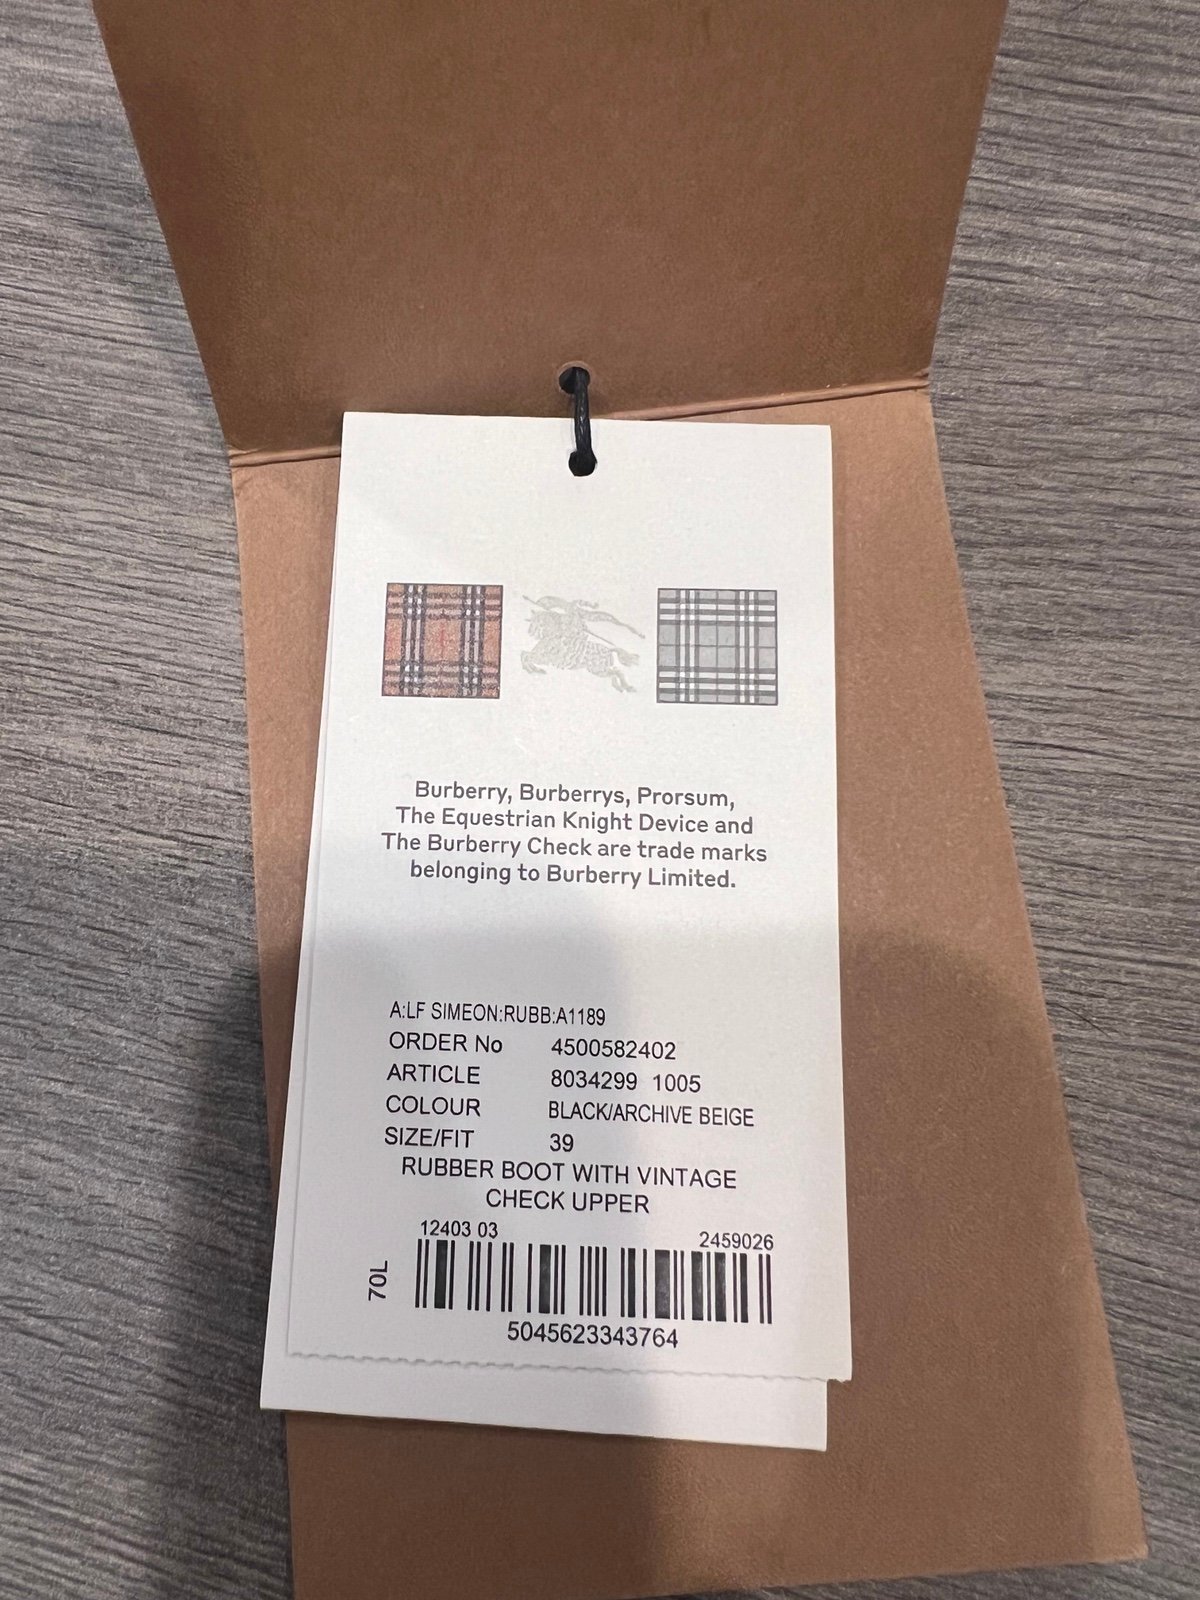 Burberry, Burberrys, Prorsum,
The Equestrian Knight Device and
The Burberry Check are trade marks
belonging to Burberry Limited.
A:LF SIMEON:RUBB:A1189
ORDER No 4500582402
ARTICLE 8034299 1005
COLOUR BLACK/ARCHIVE BEIGE
SIZE/FIT 39
RUBBER BOOT WITH VINTAGE
CHECK UPPER
12403 03 2459026
70L
5045623343764